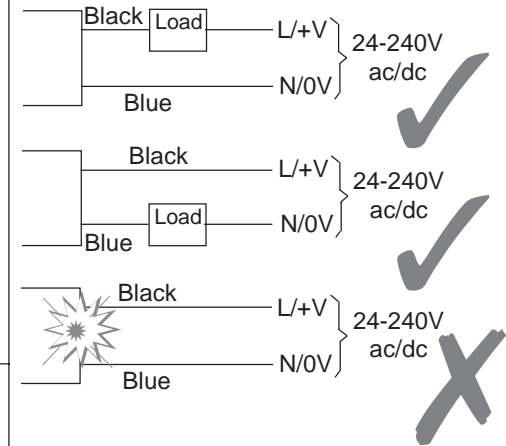 Black Load L/+V 24-240V
ac/dc
N/0V
Blue
Black L/+V 24-240V
ac/dc
Load N/0V
Blue
Black L/+V 24-240V
ac/dc
N/0V
Blue